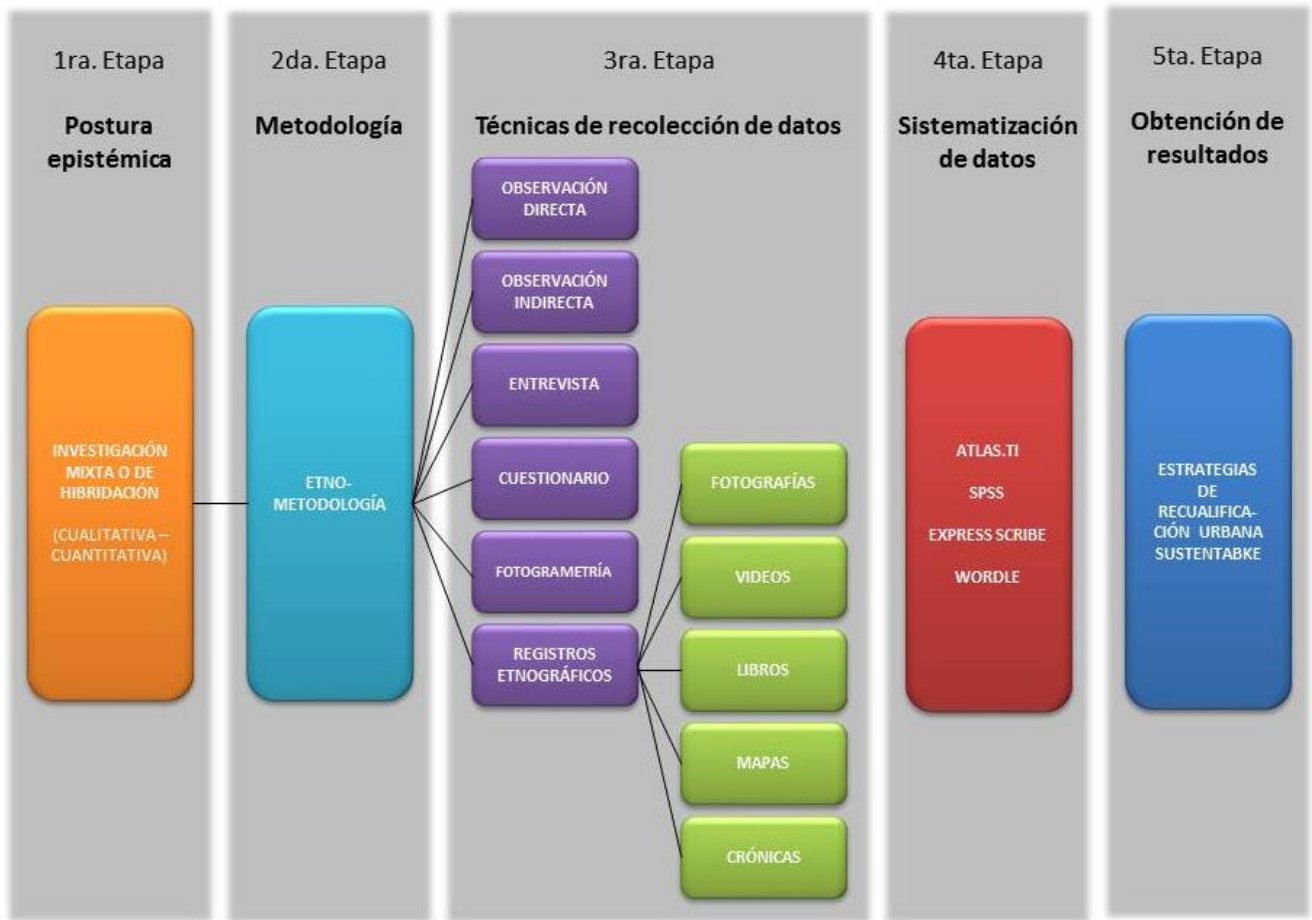 1ra. Etapa
Postura
epistémica
INVESTIGACIÓN
MIXTA O DE
HIBRIDACIÓN
(CUALITATIVA –
CUANTITATIVA)
2da. Etapa
Metodología
ETNO-
METODOLOGÍA
3ra. Etapa
Técnicas de recolección de datos
OBSERVACIÓN
DIRECTA
OBSERVACIÓN
INDIRECTA
ENTREVISTA
CUESTIONARIO
FOTOGRAMETRÍA
REGISTROS
ETNOGRÁFICOS
FOTOGRAFÍAS
VIDEOS
LIBROS
MAPAS
CRÓNICAS
4ta. Etapa
Sistematización
de datos
ATLAS.TI
SPSS
EXPRESS SCRIBE
WORDLE
5ta. Etapa
Obtención de
resultados
ESTRATEGIAS
DE
RECUALIFICA-
CIÓN URBANA
SUSTENTABKE